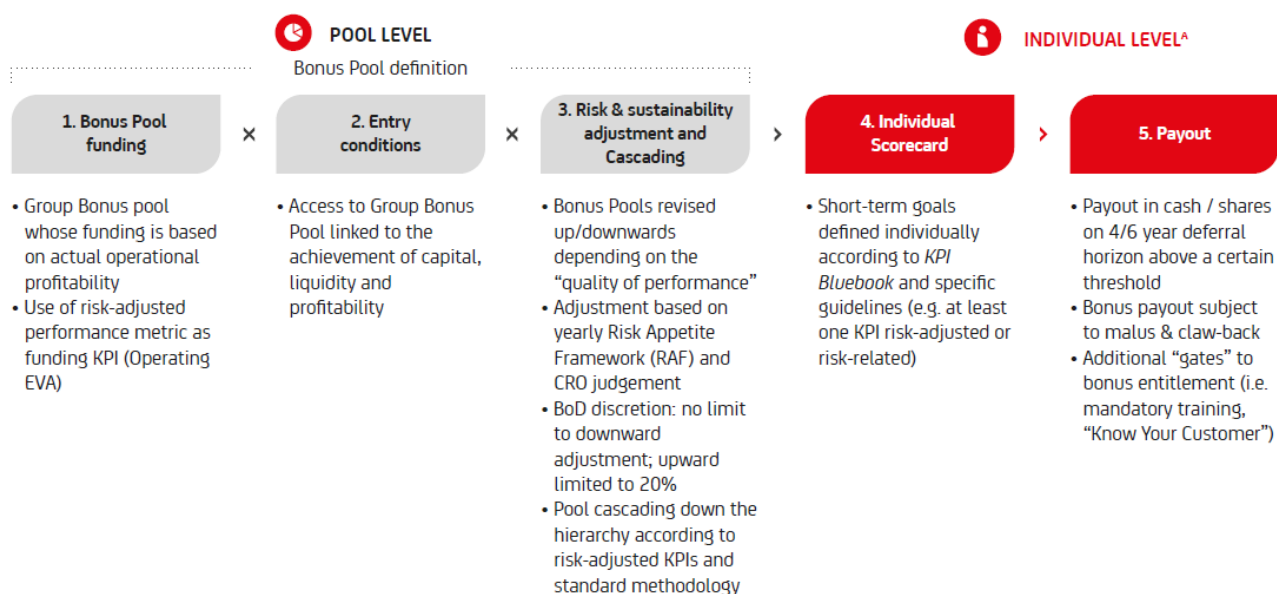 POOL LEVEL
Bonus Pool definition
INDIVIDUAL LEVELᴬ
1. Bonus Pool
funding
×
2. Entry
conditions
×
3. Risk & sustainability
adjustment and
Cascading
>
4. Individual
Scorecard
>
5. Payout
• Group Bonus pool
whose funding is based
on actual operational
profitability
• Use of risk-adjusted
performance metric as
funding KPI (Operating
EVA)
• Access to Group Bonus
Pool linked to the
achievement of capital,
liquidity and
profitability
• Bonus Pools revised
up/downwards
depending on the
“quality of performance”
• Adjustment based on
yearly Risk Appetite
Framework (RAF) and
CRO judgement
• BoD discretion: no limit
to downward
adjustment; upward
limited to 20%
• Pool cascading down the
hierarchy according to
risk-adjusted KPIs and
standard methodology
• Short-term goals
defined individually
according to KPI
Bluebook and specific
guidelines (e.g. at least
one KPI risk-adjusted or
risk-related)
• Payout in cash / shares
on 4/6 year deferral
horizon above a certain
threshold
• Bonus payout subject
to malus & claw-back
• Additional “gates” to
bonus entitlement (i.e.
mandatory training,
“Know Your Customer”)